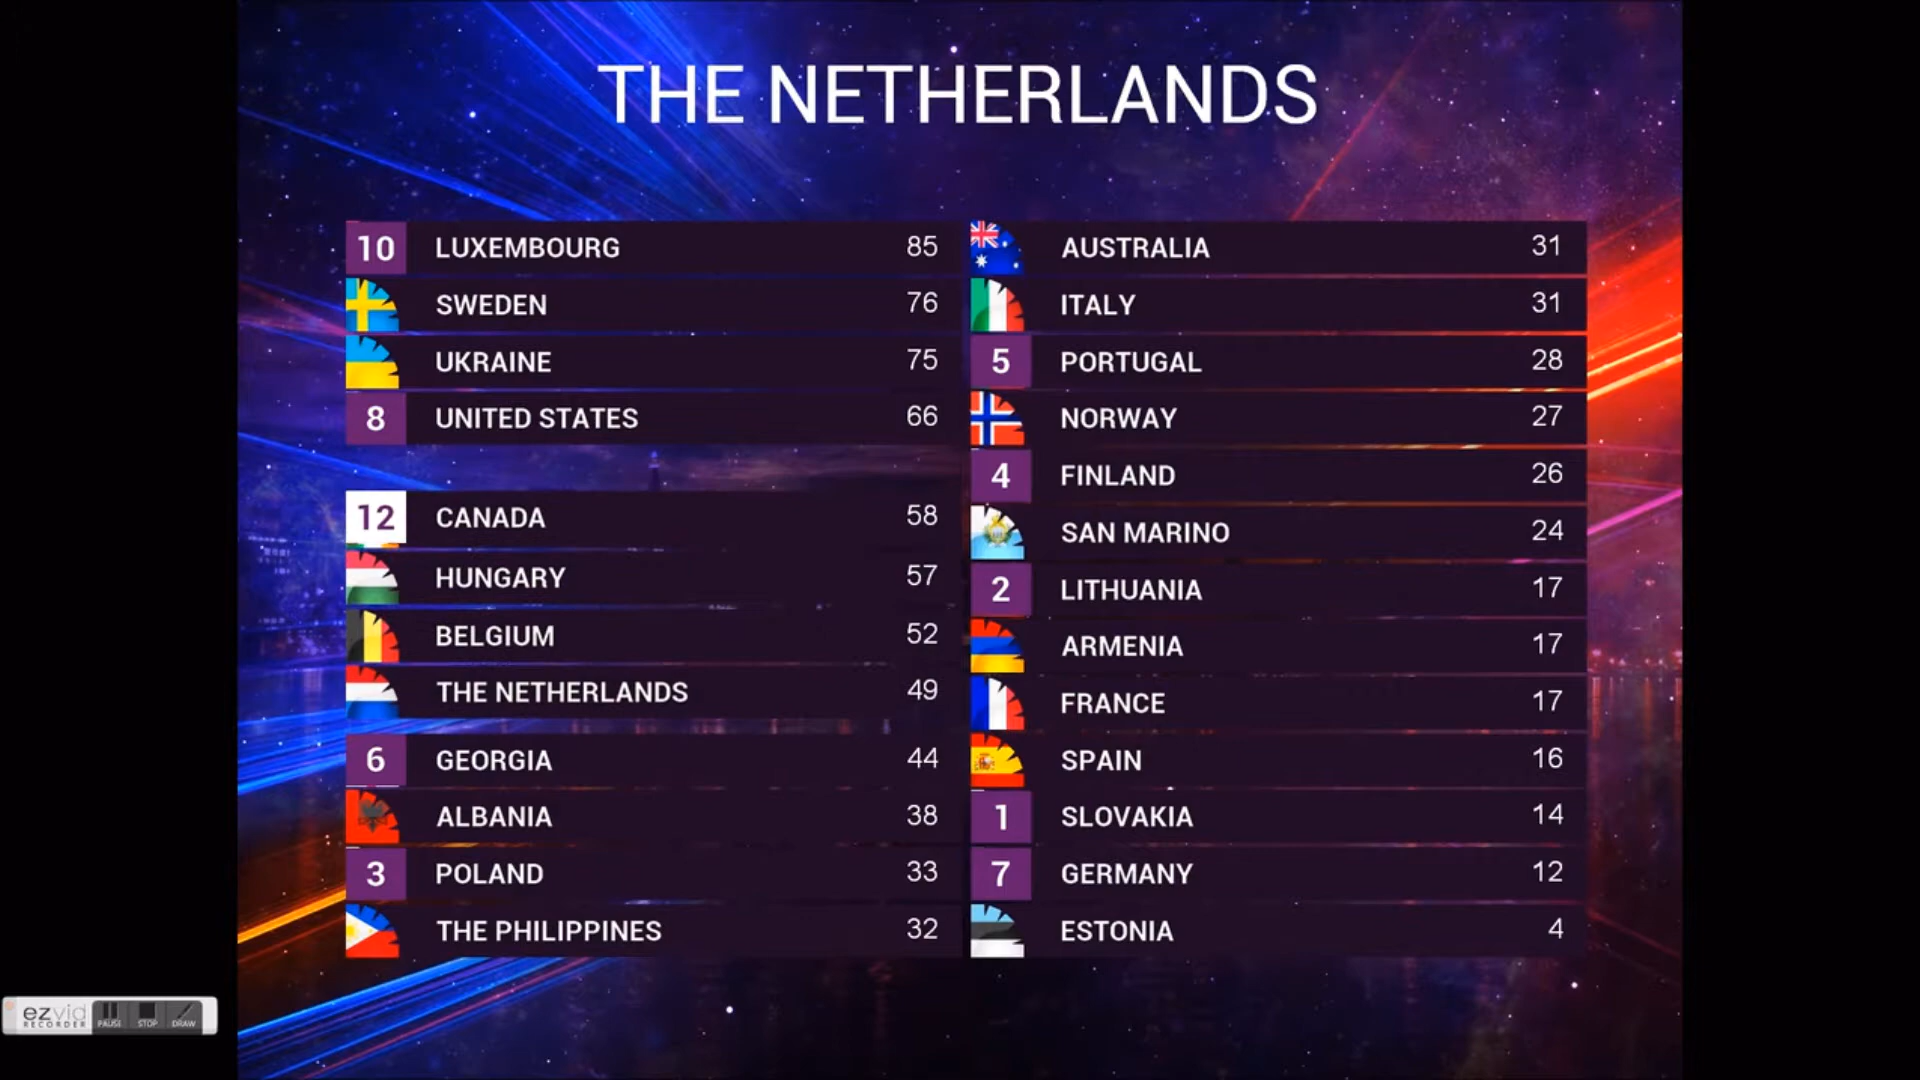 THE NETHERLANDS
10 LUXEMBOURG 85
SWEDEN 76
UKRAINE 75
8 UNITED STATES 66
12 CANADA 58
HUNGARY 57
BELGIUM 52
THE NETHERLANDS 49
6 GEORGIA 44
ALBANIA 38
3 POLAND 33
THE PHILIPPINES 32
AUSTRALIA 31
ITALY 31
5 PORTUGAL 28
NORWAY 27
4 FINLAND 26
SAN MARINO 24
2 LITHUANIA 17
ARMENIA 17
FRANCE 17
SPAIN 16
1 SLOVAKIA 14
7 GERMANY 12
ESTONIA 4
ezvid
RECORDER
PAUSE STOP DRAW